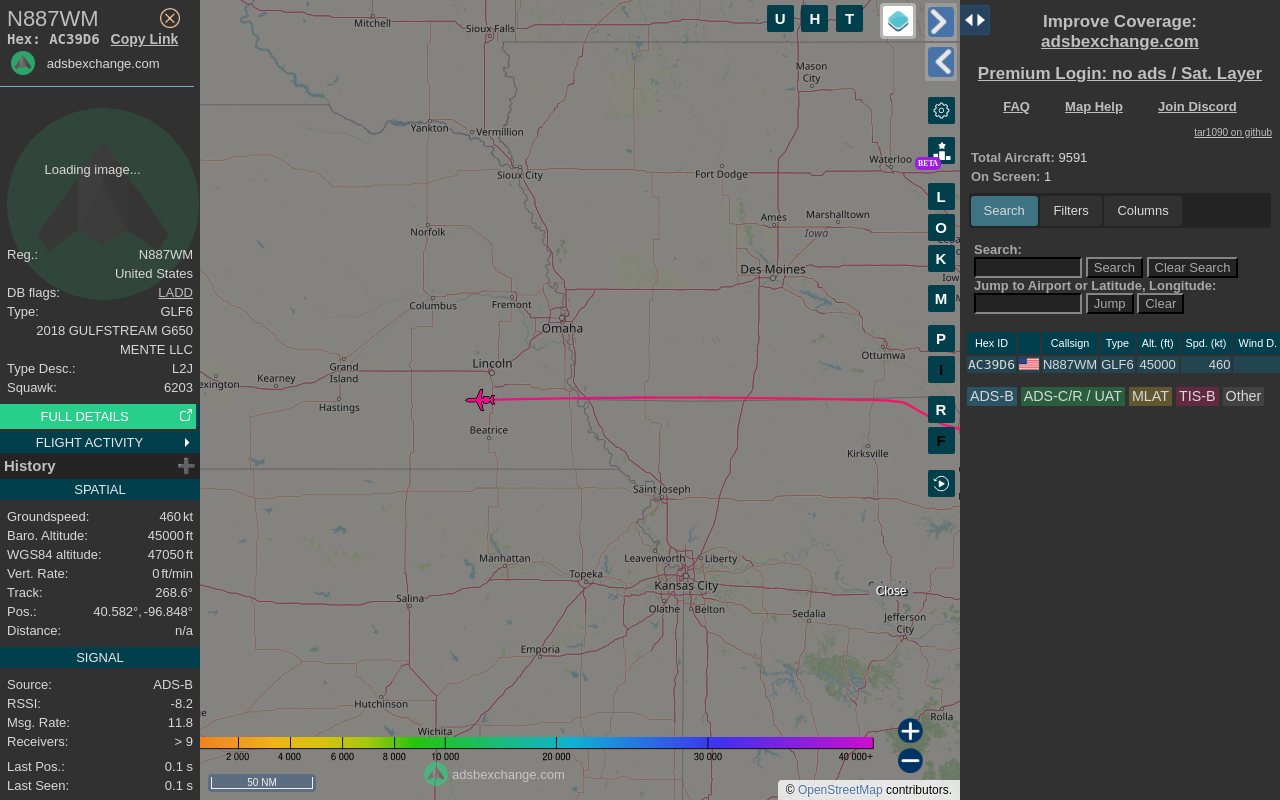 N887WM
Hex: AC39D6 Copy Link
adsbexchange.com
Loading image...
Reg.: N887WM
United States
DB flags: LADD
Type: GLF6
2018 GULFSTREAM G650
MENTE LLC
Type Desc.: L2J
Squawk: 6203
FULL DETAILS
FLIGHT ACTIVITY
History
SPATIAL
Groundspeed: 460 kt
Baro. Altitude: 45000 ft
WGS84 altitude: 47050 ft
Vert. Rate: 0 ft/min
Track: 268.6°
Pos.: 40.582°, -96.848°
Distance: n/a
SIGNAL
Source: ADS-B
RSSI: -8.2
Msg. Rate: 11.8
Receivers: > 9
Last Pos.: 0.1 s
Last Seen: 0.1 s
Mitchell
Sioux Falls
Mason
City
Yankton
Vermillion
Waterloo
Sioux City
Fort Dodge
Ames
Marshalltown
Norfolk
Iowa
Des Moines
Columbus
Fremont
Omaha
Lincoln
Grand
Island
Ottumwa
Kearney
exington
Hastings
Beatrice
Kirksville
Saint Joseph
Manhattan
Leavenworth
Liberty
Topeka
Kansas City
Salina
Olathe
Belton
Sedalia
Jefferson
City
Emporia
Hutchinson
Rolla
Wichita
Close
U H T
BETA
L
O
K
M
P
I
R
F
2 000 4 000 6 000 8 000 10 000 20 000 30 000 40 000+
50 NM
adsbexchange.com
© OpenStreetMap contributors.
Improve Coverage:
adsbexchange.com
Premium Login: no ads / Sat. Layer
FAQ Map Help Join Discord
tar1090 on github
Total Aircraft: 9591
On Screen: 1
Search Filters Columns
Search:
Search Clear Search
Jump to Airport or Latitude, Longitude:
Jump Clear
Hex ID Callsign Type Alt. (ft) Spd. (kt) Wind D.
AC39D6 N887WM GLF6 45000 460
ADS-B ADS-C/R / UAT MLAT TIS-B Other